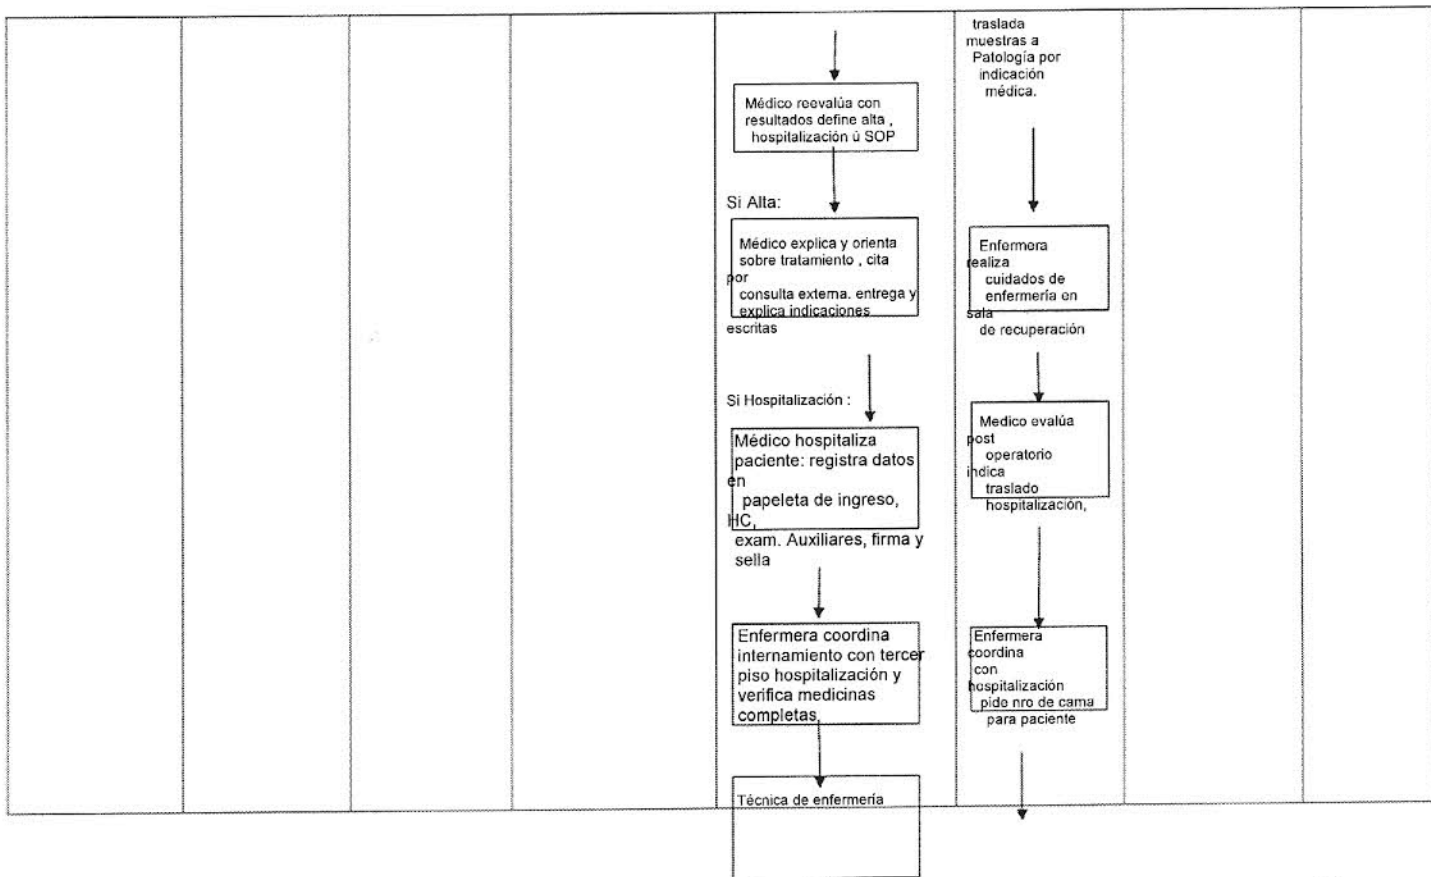 Médico reevalúa con
resultados define alta ,
hospitalización ú SOP
Si Alta:
Médico explica y orienta
sobre tratamiento , cita
por
consulta externa. entrega y
explica indicaciones
escritas
Si Hospitalización :
Médico hospitaliza
paciente: registra datos
en
papeleta de ingreso,
HC,
exam. Auxiliares, firma y
sella
Enfermera coordina
internamiento con tercer
piso hospitalización y
verifica medicinas
completas
Técnica de enfermería
traslada
muestras a
Patología por
indicación
médica.
Enfermera
realiza
cuidados de
enfermería en
sala
de recuperación
Medico evalúa
post
operatorio
indica
traslado
hospitalización,
Enfermera
coordina
con
hospitalización
pide nro de cama
para paciente